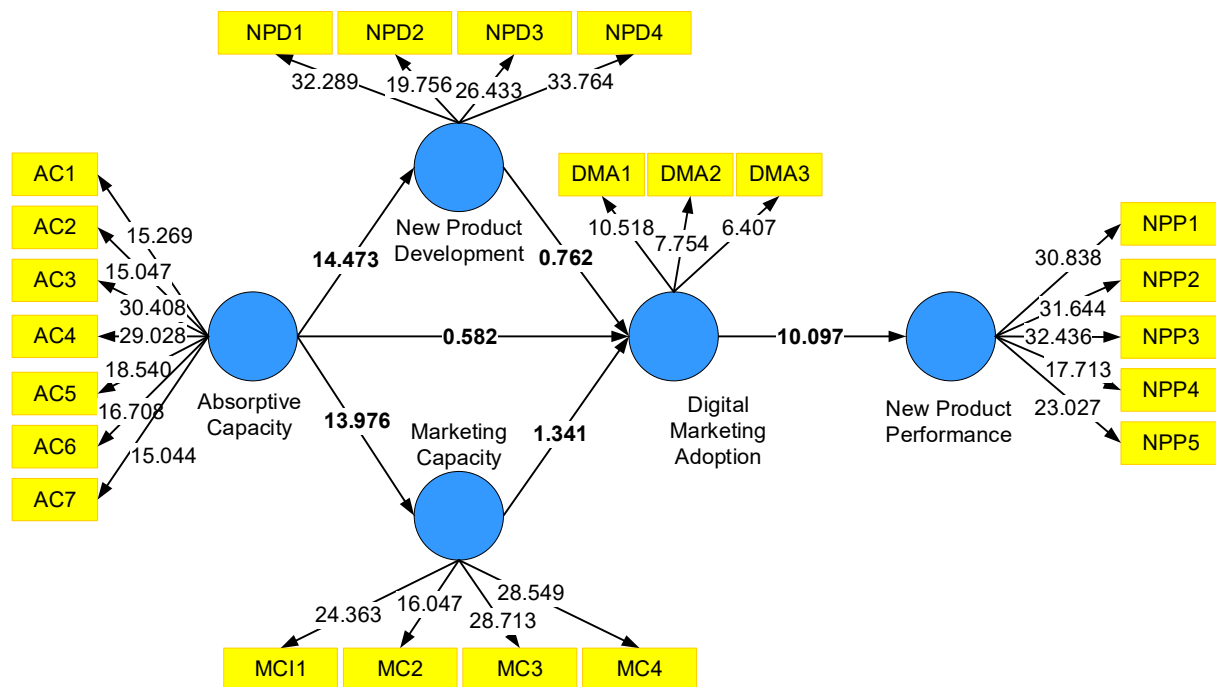 NPD1
NPD2
NPD3
NPD4
32.289
19.756
26.433
33.764
AC1
AC2
AC3
AC4
AC5
AC6
AC7
15.269
15.047
30.408
29.028
18.540
16.708
15.044
Absorptive
Capacity
14.473
0.582
13.976
New Product
Development
0.762
Marketing
Capacity
1.341
DMA1
DMA2
DMA3
10.518
7.754
6.407
Digital
Marketing
Adoption
10.097
New Product
Performance
30.838
31.644
32.436
17.713
23.027
NPP1
NPP2
NPP3
NPP4
NPP5
24.363
16.047
28.713
28.549
MCI1
MC2
MC3
MC4